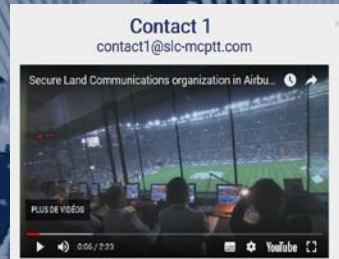 Contact 1
contact1@slc-mcptt.com
Secure Land Communications organization in Airbu...
PLUS DE VIDÉOS
0:06 / 7:23
YouTube